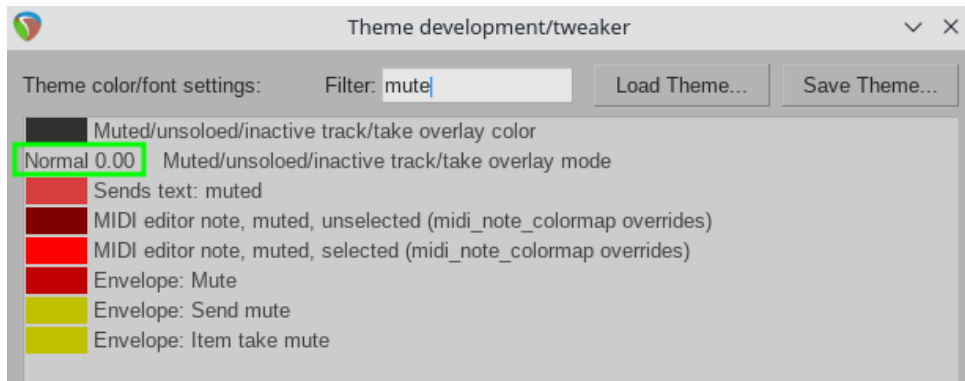 Theme development/tweaker
Theme color/font settings: Filter: mute Load Theme... Save Theme...
Muted/unsoloed/inactive track/take overlay color
Normal 0.00 Muted/unsoloed/inactive track/take overlay mode
Sends text: muted
MIDI editor note, muted, unselected (midi_note_colormap overrides)
MIDI editor note, muted, selected (midi_note_colormap overrides)
Envelope: Mute
Envelope: Send mute
Envelope: Item take mute